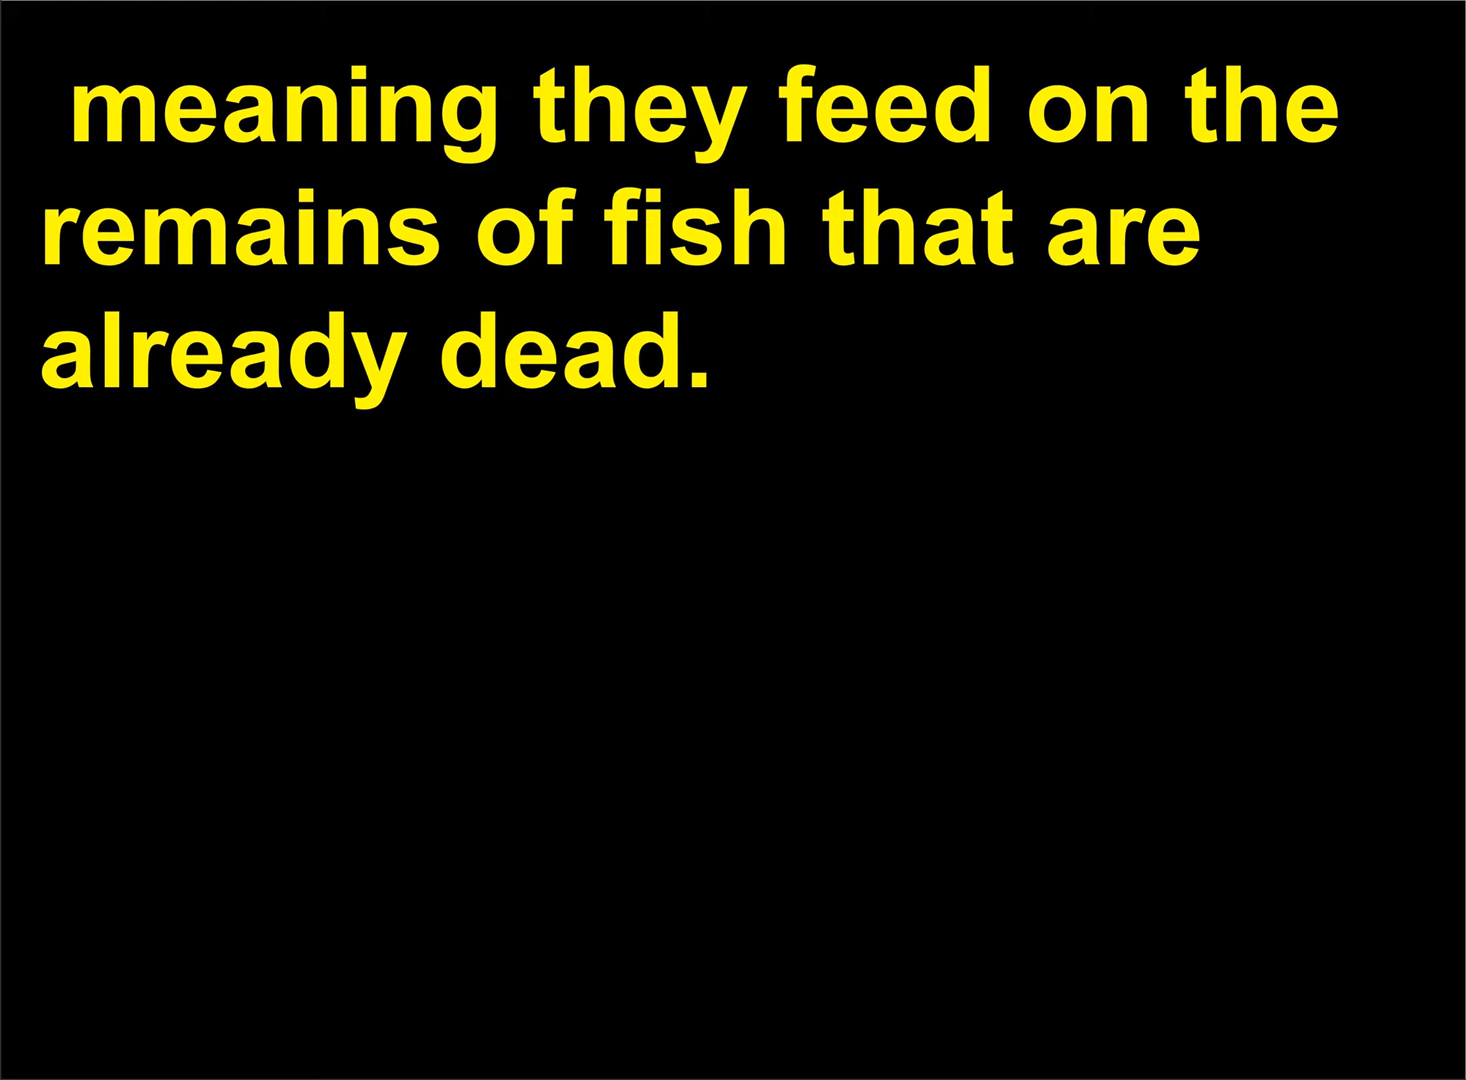 meaning they feed on the
remains of fish that are
already dead.